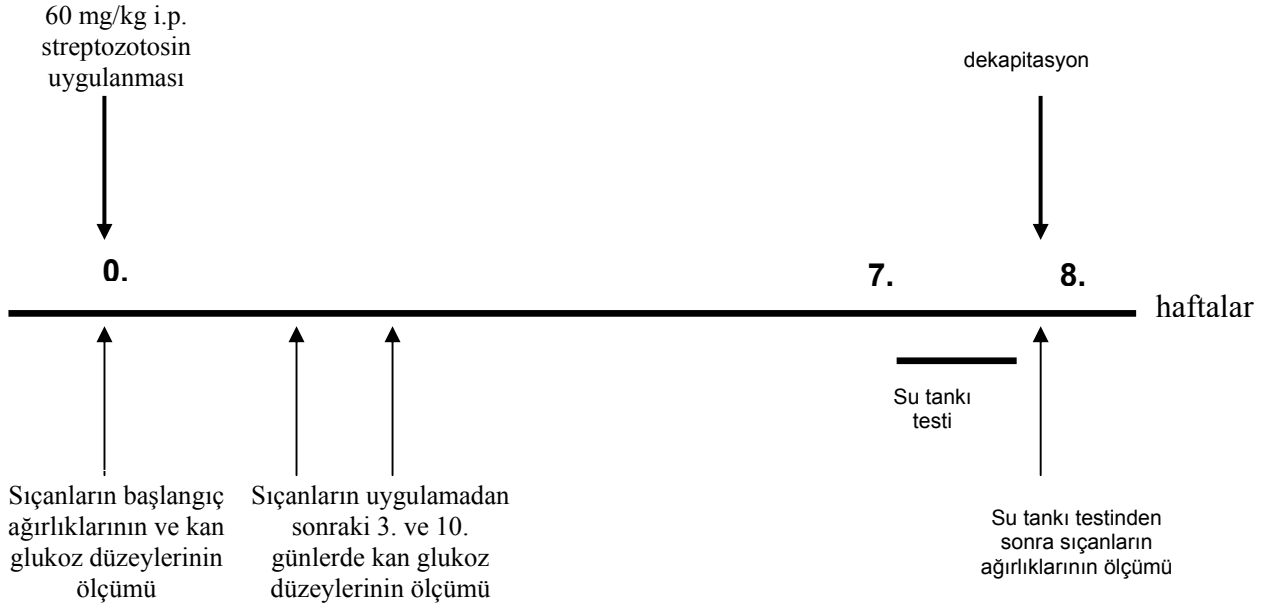 60 mg/kg i.p.
streptozotosin
uygulanması
dekapitasyon
0.
7.
8.
haftalar
Su tankı
testi
Sıçanların başlangıç
ağırlıklarının ve kan
glukoz düzeylerinin
ölçümü
Sıçanların uygulamadan
sonraki 3. ve 10.
günlerde kan glukoz
düzeylerinin ölçümü
Su tankı testinden
sonra sıçanların
ağırlıklarının ölçümü